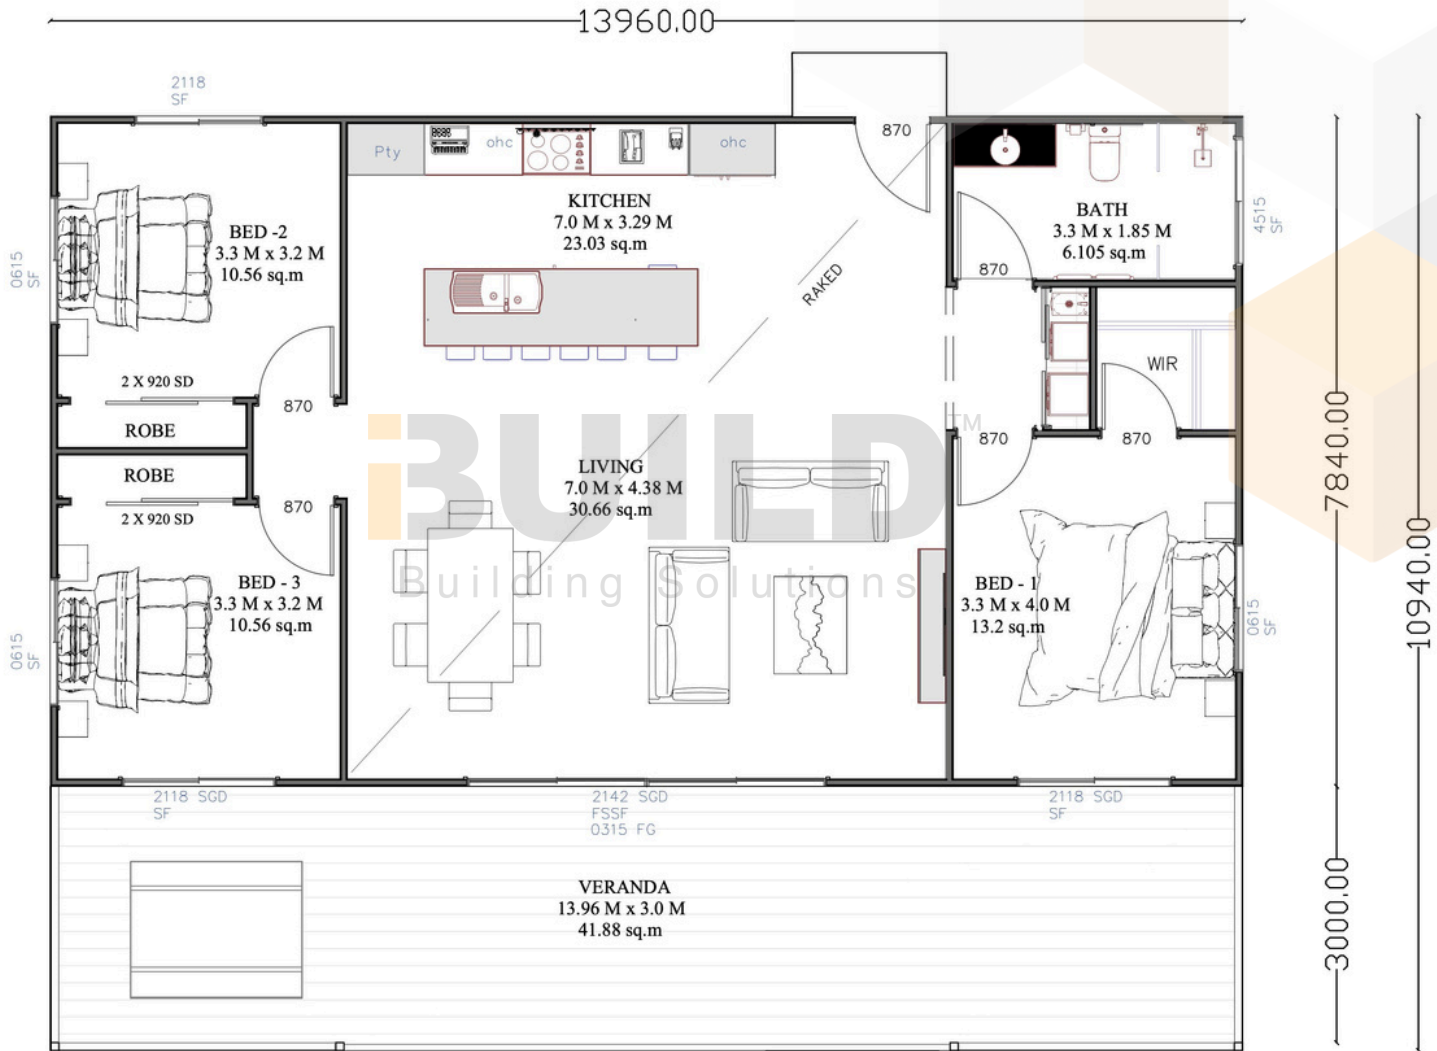 13960.00
2118
SF
870
Pty
ohc
ohc
KITCHEN
7.0 M x 3.29 M
23.03 sq.m
BATH
3.3 M x 1.85 M
6.105 sq.m
4515
SF
BED -2
3.3 M x 3.2 M
10.56 sq.m
0615
SF
870
RAKED
WIR
2 X 920 SD
870
ROBE
iBUILD™
Building Solutions
870
870
7840.00
LIVING
7.0 M x 4.38 M
30.66 sq.m
ROBE
870
2 X 920 SD
10940.00
BED - 3
3.3 M x 3.2 M
10.56 sq.m
BED - 1
3.3 M x 4.0 M
13.2 sq.m
0615
SF
0615
SF
2118 SGD
SF
2142 SGD
FSSF
0315 FG
2118 SGD
SF
VERANDA
13.96 M x 3.0 M
41.88 sq.m
3000.00